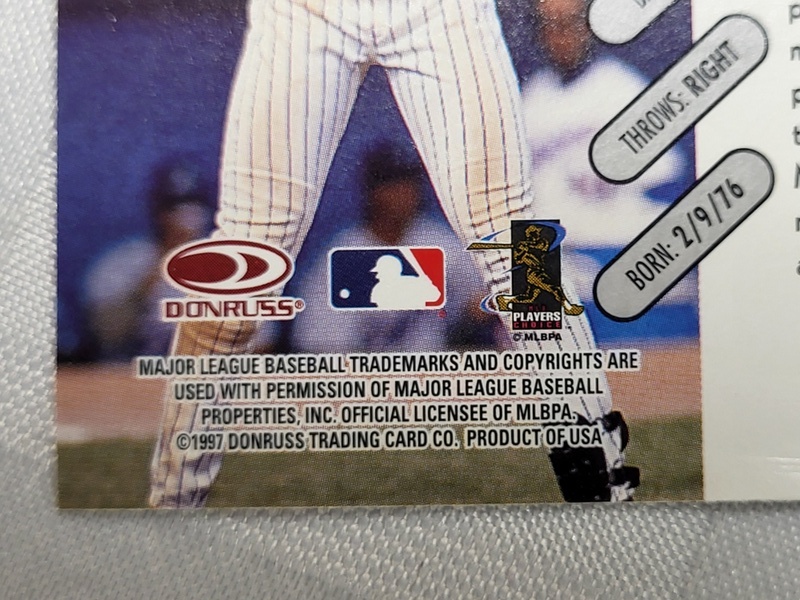 THROWS: RIGHT
BORN: 2/9/76
DONRUSS®
PLAYERS
CHOICE
© MLBPA
MAJOR LEAGUE BASEBALL TRADEMARKS AND COPYRIGHTS ARE
USED WITH PERMISSION OF MAJOR LEAGUE BASEBALL
PROPERTIES, INC. OFFICIAL LICENSEE OF MLBPA.
©1997 DONRUSS TRADING CARD CO. PRODUCT OF USA